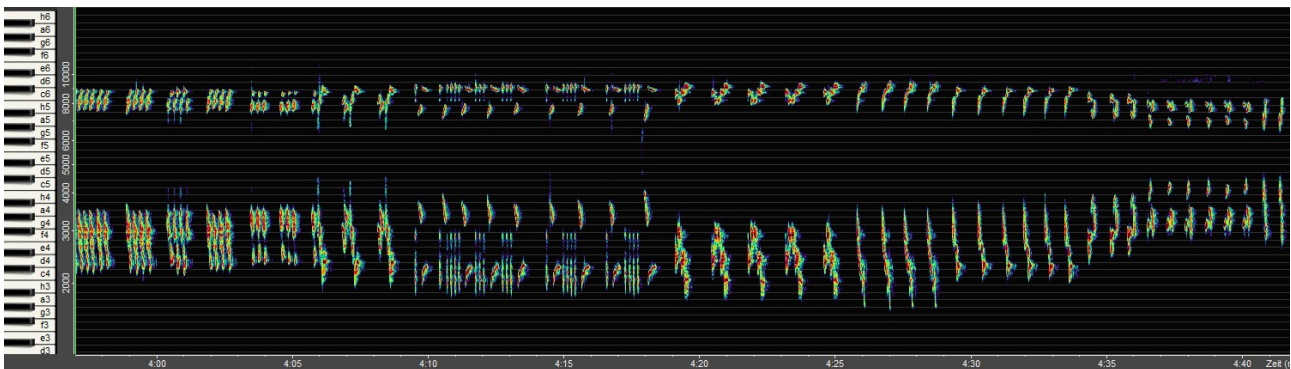 h6
a6
g6
f6
e6
d6
c6
h5
a5
g5
f5
e5
d5
c5
h4
a4
g4
f4
e4
d4
c4
h3
a3
g3
f3
e3
d3
10000
8000
6000
5000
4000
3000
2000
4:00 4:05 4:10 4:15 4:20 4:25 4:30 4:35 4:40 Zeit (m